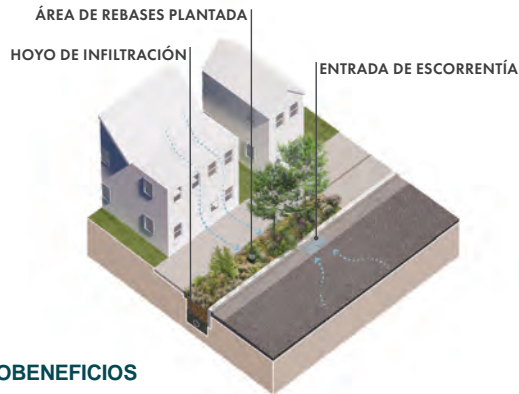 ÁREA DE REBASES PLANTADA
HOYO DE INFILTRACIÓN
ENTRADA DE ESCORRENTÍA
OBENEFICIOS